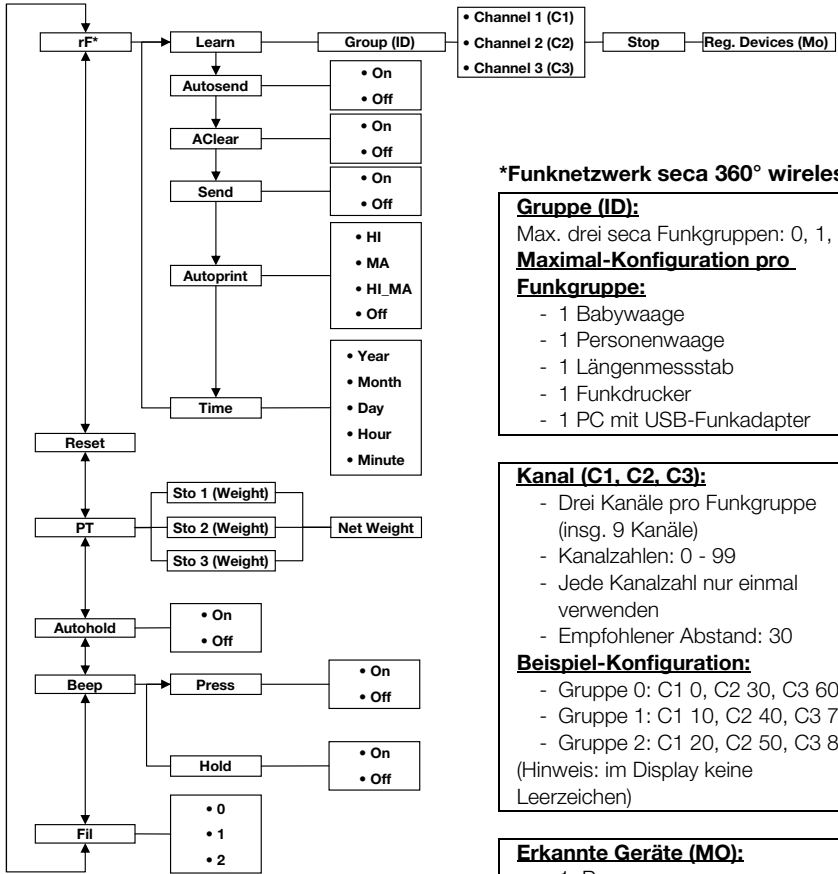 • Channel 1 (C1)
rF*
Learn
Group (ID)
• Channel 2 (C2)
Stop
Reg. Devices (Mo)
• Channel 3 (C3)
Autosend
• On
• Off
AClear
• On
• Off
Send
• On
• Off
Autoprint
• HI
• MA
• HI_MA
• Off
Time
• Year
• Month
• Day
• Hour
• Minute
Reset
PT
Sto 1 (Weight)
Sto 2 (Weight)
Sto 3 (Weight)
Net Weight
Autohold
• On
• Off
Beep
Press
• On
• Off
Hold
• On
• Off
Fil
• 0
• 1
• 2
*Funknetzwerk seca 360°
Gruppe (ID):
Max. drei seca Funkgruppen: 0, 1,
Maximal-Konfiguration pro
Funkgruppe:
- 1 Babywaage
- 1 Personenwaage
- 1 Längenmessstab
- 1 Funkdrucker
- 1 PC mit USB-Funkadapter
Kanal (C1, C2, C3):
- Drei Kanäle pro Funkgruppe
(insg. 9 Kanäle)
- Kanalzahlen: 0 - 99
- Jede Kanalzahl nur einmal
verwenden
- Empfohlener Abstand: 30
Beispiel-Konfiguration:
- Gruppe 0: C1 0, C2 30, C3 60
- Gruppe 1: C1 10, C2 40, C3
- Gruppe 2: C1 20, C2 50, C3
(Hinweis: im Display keine
Leerzeichen)
Erkannte Geräte (MO):